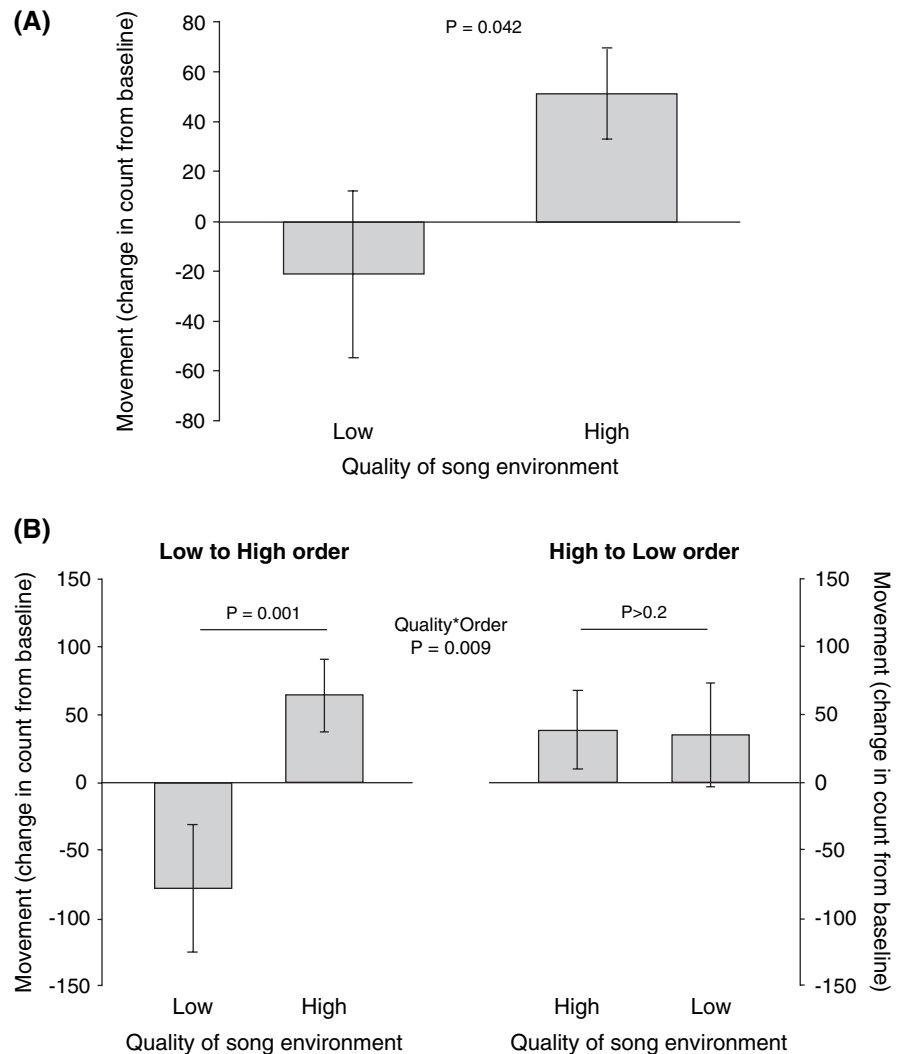 (A)
Movement (change in count from baseline)
80
60
40
20
0
-20
-40
-60
-80
P = 0.042
Low
High
Quality of song environment
(B)
Low to High order
Movement (change in count from baseline)
150
100
50
0
-50
-100
-150
P = 0.001
Low
High
Quality of song environment
Quality*Order
P = 0.009
High to Low order
P>0.2
150
100
50
0
-50
-100
-150
Movement (change in count from baseline)
High
Low
Quality of song environment